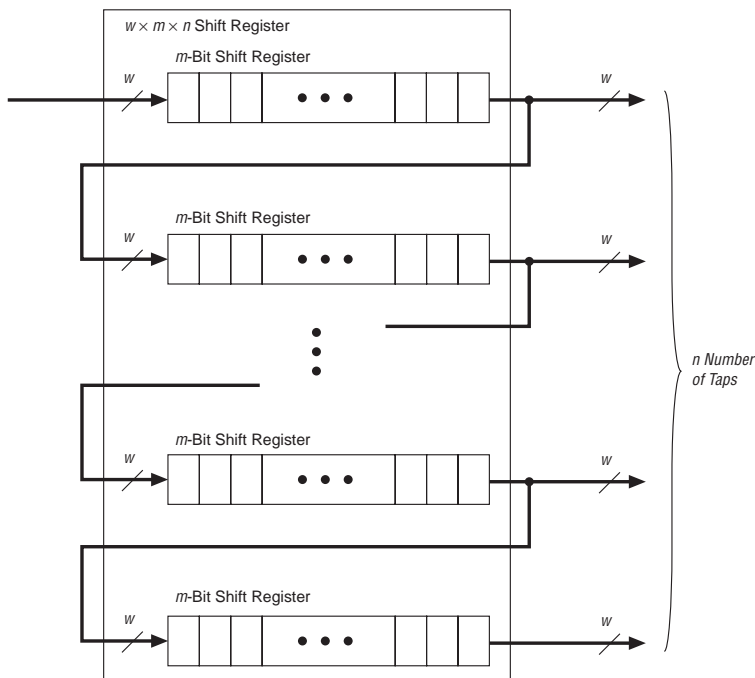 w × m × n Shift Register
m-Bit Shift Register
w
w
m-Bit Shift Register
w
w
n Number
of Taps
m-Bit Shift Register
w
w
m-Bit Shift Register
w
w